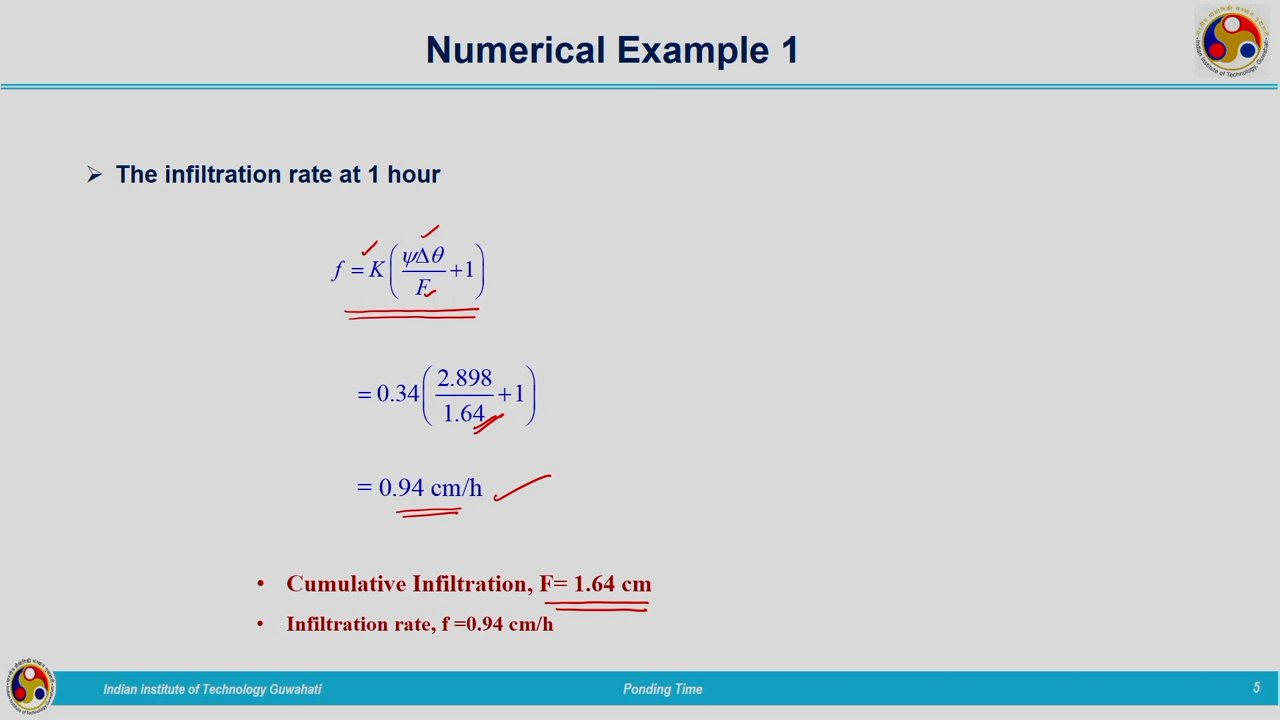 Numerical Example 1
➢ The infiltration rate at 1 hour
f = K(ψΔθ/F + 1)
= 0.34(2.898/1.64 + 1)
= 0.94 cm/h
• Cumulative Infiltration, F= 1.64 cm
• Infiltration rate, f =0.94 cm/h
Indian institute of Technology Guwahati Ponding Time 5